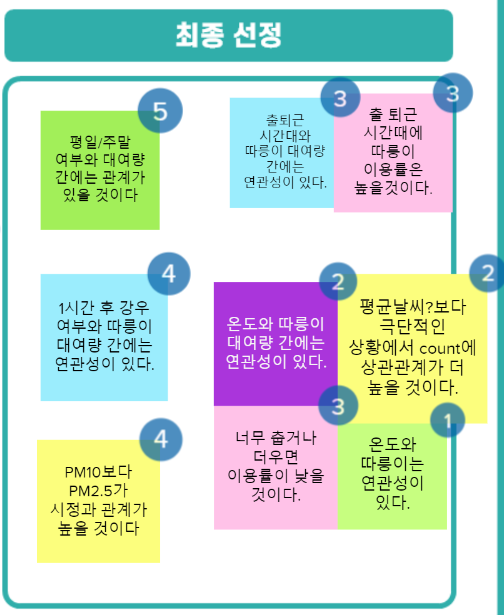 최종 선정
5
평일/주말
여부와 대여량
간에는 관계가
있을 것이다
3
출퇴근
시간대와
따릉이 대여량
간에는
연관성이 있다.
3
출 퇴근
시간때에
따릉이
이용률은
높을것이다.
4
1시간 후 강우
여부와 따릉이
대여량 간에는
연관성이 있다.
2
온도와 따릉이
대여량 간에는
연관성이 있다.
2
평균날씨?보다
극단적인
상황에서 count에
상관관계가 더
높을 것이다.
4
PM10보다
PM2.5가
시정과 관계가
높을 것이다
3
너무 춥거나
더우면
이용률이 낮을
것이다.
1
온도와
따릉이는
연관성이
있다.